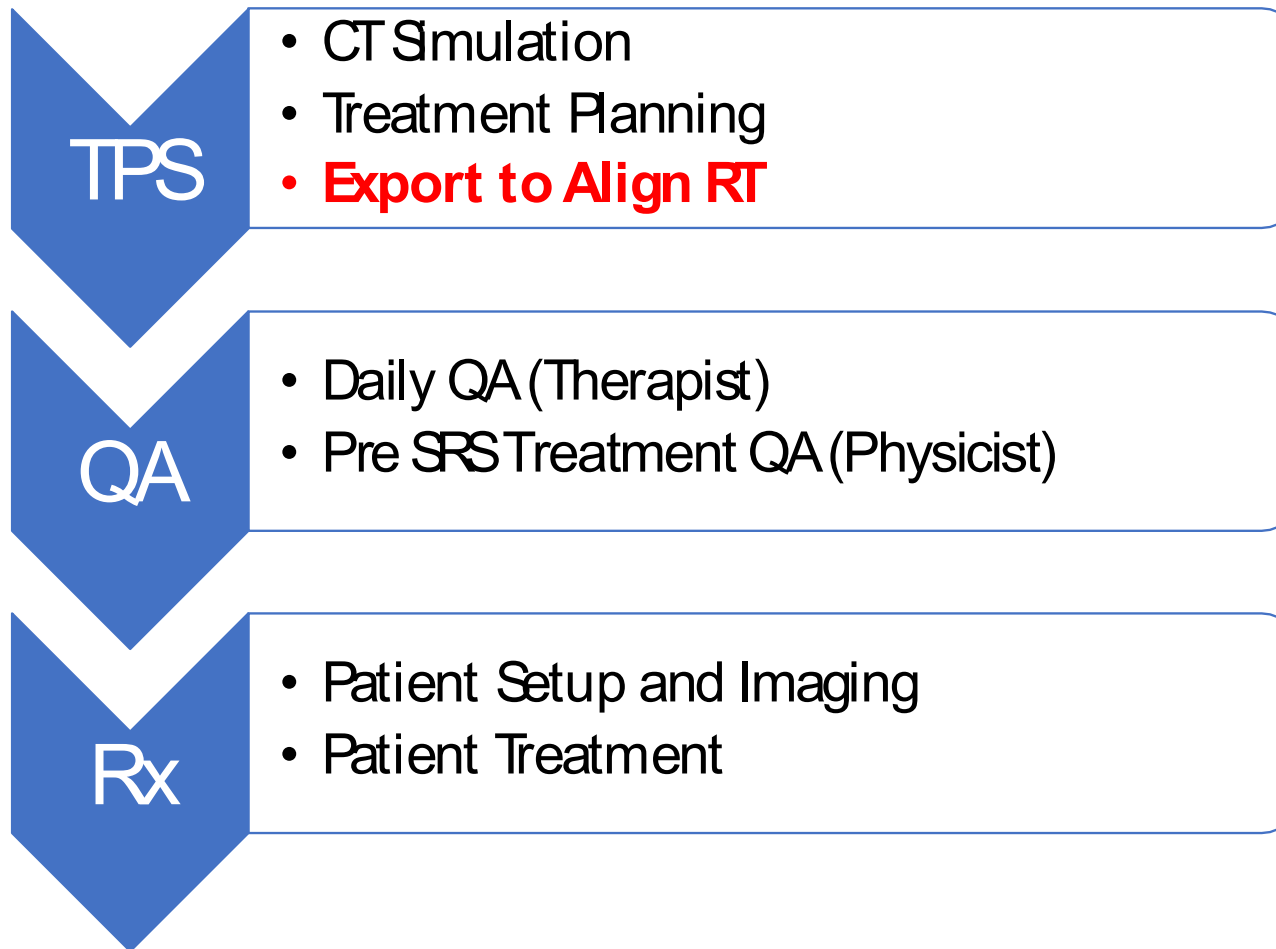 TPS
• CT Simulation
• Treatment Planning
• Export to Align RT
QA
• Daily QA (Therapist)
• Pre SRS Treatment QA (Physicist)
Rx
• Patient Setup and Imaging
• Patient Treatment